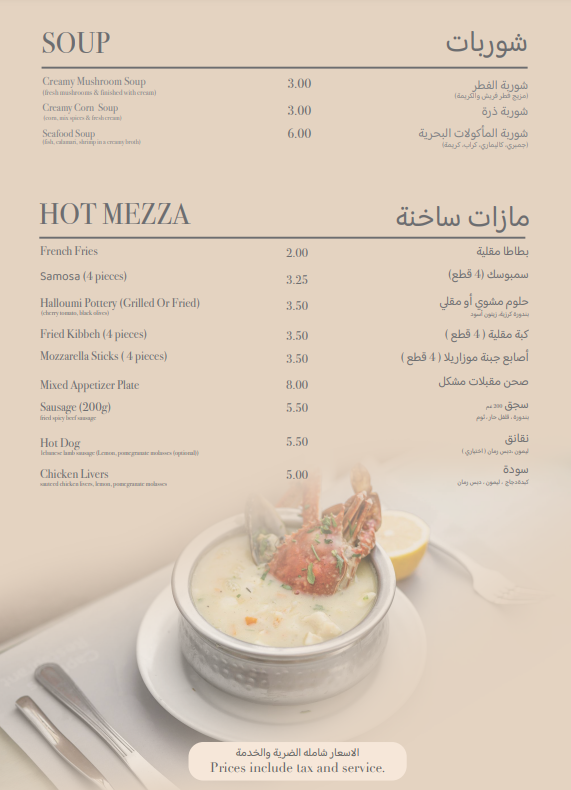 SOUP شوربات
Creamy Mushroom Soup 3.00 شوربة الفطر
(fresh mushrooms & finished with cream) (مزيج فطر فريش والكريمة)
Creamy Corn Soup 3.00 شوربة ذرة
(corn, mix spices & fresh cream)
Seafood Soup 6.00 شوربة المأكولات البحرية
(fish, calamari, shrimp in a creamy broth) (جمبري، كاليماري، كراب، كريمة)
HOT MEZZA مازات ساخنة
French Fries 2.00 بطاطا مقلية
Samosa (4 pieces) 3.25 سمبوسك (4 قطع)
Halloumi Pottery (Grilled Or Fried) 3.50 حلوم مشوي أو مقلي
(cherry tomato, black olives) بندورة كرزية، زيتون أسود
Fried Kibbeh (4 pieces) 3.50 كبة مقلية ( 4 قطع )
Mozzarella Sticks ( 4 pieces) 3.50 أصابع جبنة موزاريلا ( 4 قطع )
Mixed Appetizer Plate 8.00 صحن مقبلات مشكل
Sausage (200g) 5.50 سجق 200 غم
fried spicy beef sausage بندورة ، فلفل حار ، ثوم
Hot Dog 5.50 نقانق
lebanese lamb sausage (Lemon, pomegranate molasses (optional)) ليمون، دبس رمان ( اختياري )
Chicken Livers 5.00 سودة
sauteed chicken livers, lemon, pomegranate molasses كبدة دجاج ، ليمون ، دبس رمان
الاسعار شامله الضرية والخدمة
Prices include tax and service.